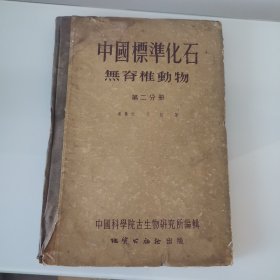 中國標準化石
無脊椎動物
第二分册
著
中國科學院古生物研究所編輯
地質出版社出版